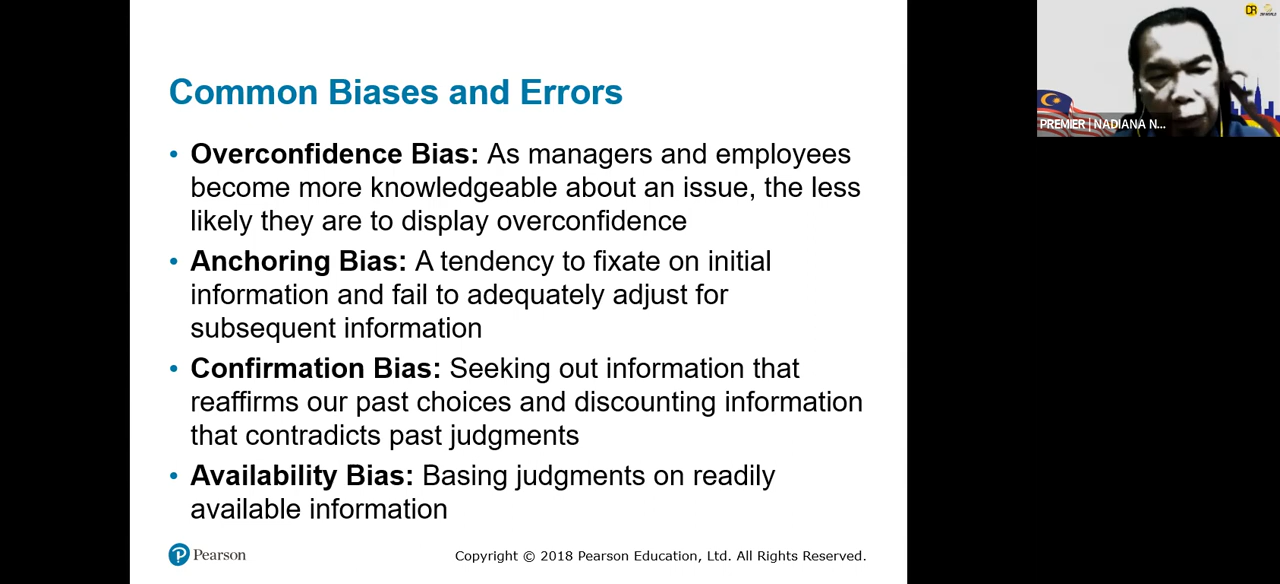 Common Biases and Errors
• Overconfidence Bias: As managers and employees
become more knowledgeable about an issue, the less
likely they are to display overconfidence
• Anchoring Bias: A tendency to fixate on initial
information and fail to adequately adjust for
subsequent information
• Confirmation Bias: Seeking out information that
reaffirms our past choices and discounting information
that contradicts past judgments
• Availability Bias: Basing judgments on readily
available information
Pearson
Copyright © 2018 Pearson Education, Ltd. All Rights Reserved.
PREMIER | NADIANA N...